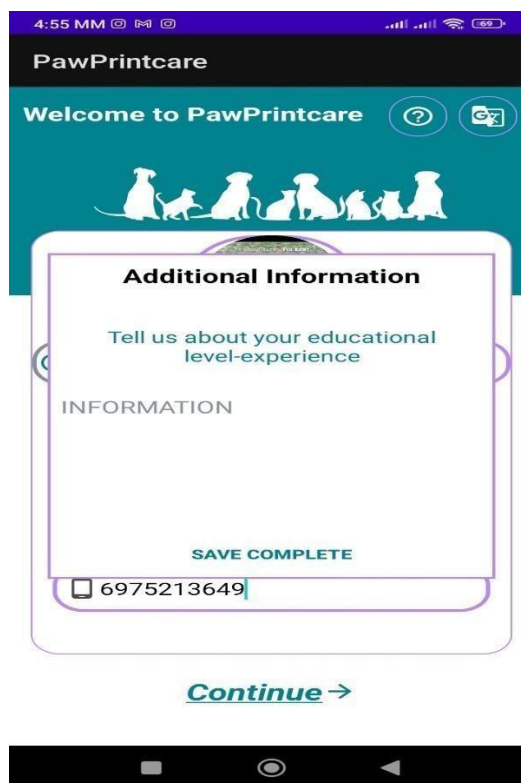 4:55 MM
69
PawPrintcare
Welcome to PawPrintcare
Additional Information
Tell us about your educational
level-experience
INFORMATION
SAVE COMPLETE
6975213649
Continue